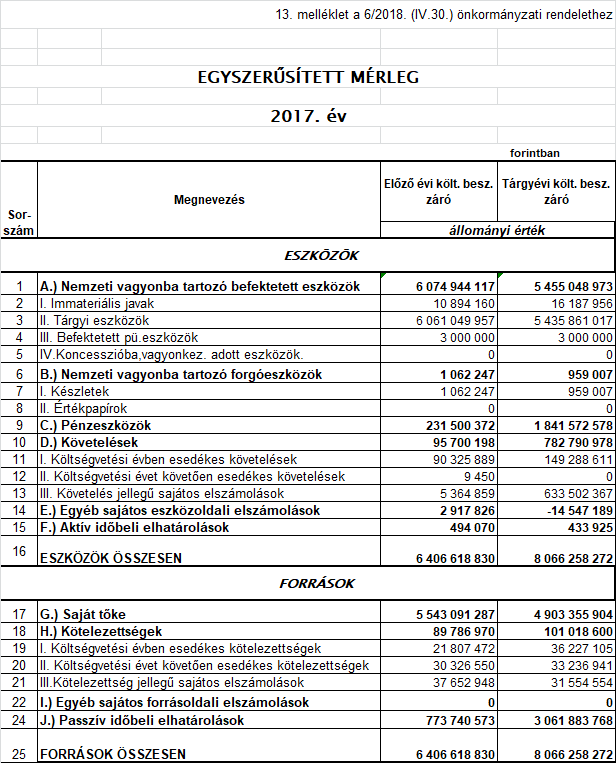 13. melléklet a 6/2018. (IV.30.) önkormányzati rendelethez
EGYSZERŰSÍTETT MÉRLEG
2017. év
forintban
Sor-szám Megnevezés Előző évi költ. besz. záró Tárgyévi költ. besz. záró
állományi érték
ESZKÖZÖK
1 A.) Nemzeti vagyonba tartozó befektetett eszközök 6 074 944 117 5 455 048 973
2 I. Immateriális javak 10 894 160 16 187 956
3 II. Tárgyi eszközök 6 061 049 957 5 435 861 017
4 III. Befektetett pü.eszközök 3 000 000 3 000 000
5 IV.Koncesszióba,vagyonkez. adott eszközök. 0 0
6 B.) Nemzeti vagyonba tartozó forgóeszközök 1 062 247 959 007
7 I. Készletek 1 062 247 959 007
8 II. Értékpapírok 0 0
9 C.) Pénzeszközök 231 500 372 1 841 572 578
10 D.) Követelések 95 700 198 782 790 978
11 I. Költségvetési évben esedékes követelések 90 325 889 149 288 611
12 II. Költségvetési évet követően esedékes követelések 9 450 0
13 III. Követelés jellegű sajátos elszámolások 5 364 859 633 502 367
14 E.) Egyéb sajátos eszközoldali elszámolások 2 917 826 -14 547 189
15 F.) Aktív időbeli elhatárolások 494 070 433 925
16 ESZKÖZÖK ÖSSZESEN 6 406 618 830 8 066 258 272
FORRÁSOK
17 G.) Saját tőke 5 543 091 287 4 903 355 904
18 H.) Kötelezettségek 89 786 970 101 018 600
19 I. Költségvetési évben esedékes kötelezettségek 21 807 472 36 227 105
20 II. Költségvetési évet követően esedékes kötelezettségek 30 326 550 33 236 941
21 III.Kötelezettség jellegű sajátos elszámolások 37 652 948 31 554 554
22 I.) Egyéb sajátos forrásoldali elszámolások 0 0
24 J.) Passzív időbeli elhatárolások 773 740 573 3 061 883 768
25 FORRÁSOK ÖSSZESEN 6 406 618 830 8 066 258 272